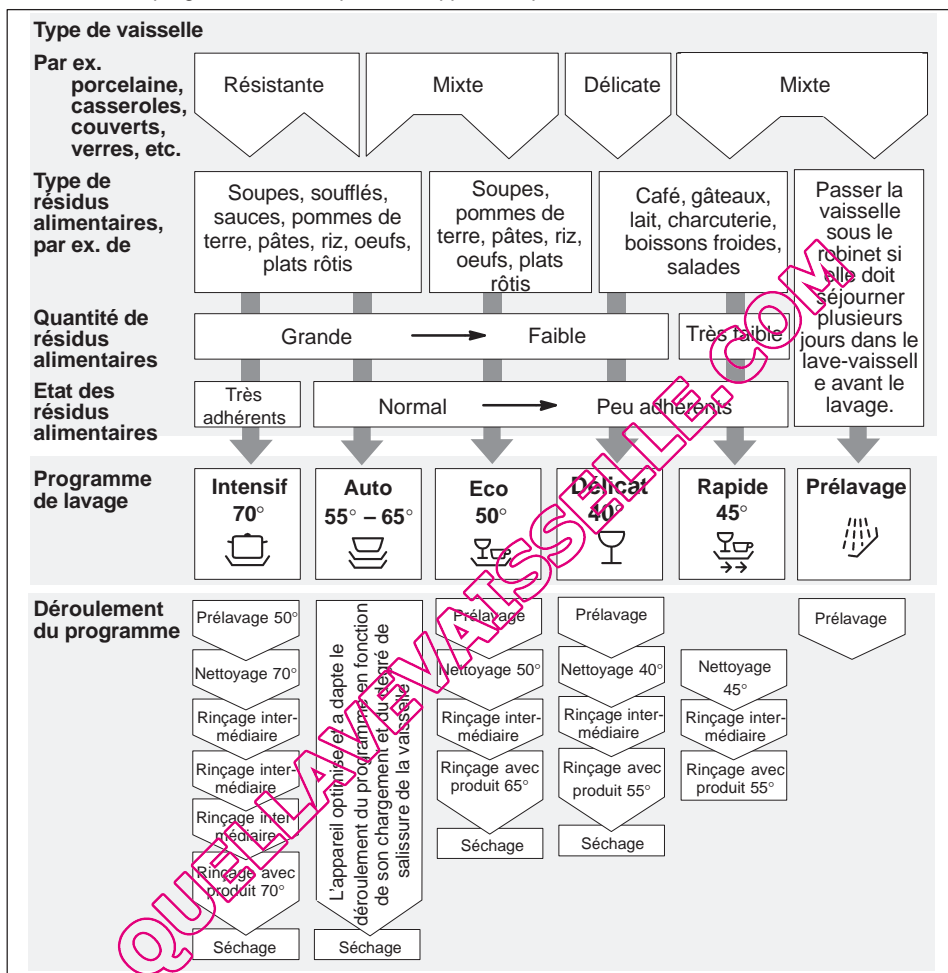 Type de vaisselle
Par ex.
porcelaine,
casseroles,
couverts,
verres, etc.
Résistante
Mixte
Délicate
Mixte
Type de
résidus
alimentaires,
par ex. de
Soupes, soufflés,
sauces, pommes de
terre, pâtes, riz, oeufs,
plats rôtis
Soupes,
pommes de
terre, pâtes, riz,
oeufs, plats
rôtis
Café, gâteaux,
lait, charcuterie,
boissons froides,
salades
Passer la
vaisselle
sous le
robinet si
elle doit
séjourner
plusieurs
jours dans le
lave-vaissell
e avant le
lavage.
Quantité de
résidus
alimentaires
Grande
Faible
Très faible
Etat des
résidus
alimentaires
Très
adhérents
Normal
Peu adhérents
Programme
de lavage
Intensif
70°
Auto
55° – 65°
Eco
50°
Délicat
40°
Rapide
45°
Prélavage
Déroulement
du programme
Prélavage 50°
Nettoyage 70°
Rinçage inter-
médiaire
Rinçage inter-
médiaire
Rinçage inter-
médiaire
Rinçage avec
produit 70°
Séchage
L'appareil optimise et a dapte le
déroulement du programme en fonction
de son chargement et du degré de
salissure de la vaisselle
Séchage
Prélavage
Nettoyage 50°
Rinçage inter-
médiaire
Rinçage avec
produit 65°
Séchage
Prélavage
Nettoyage 40°
Rinçage inter-
médiaire
Rinçage avec
produit 55°
Séchage
Nettoyage
45°
Rinçage inter-
médiaire
Rinçage avec
produit 55°
Prélavage
QUELLAVEVAISSELLE.COM